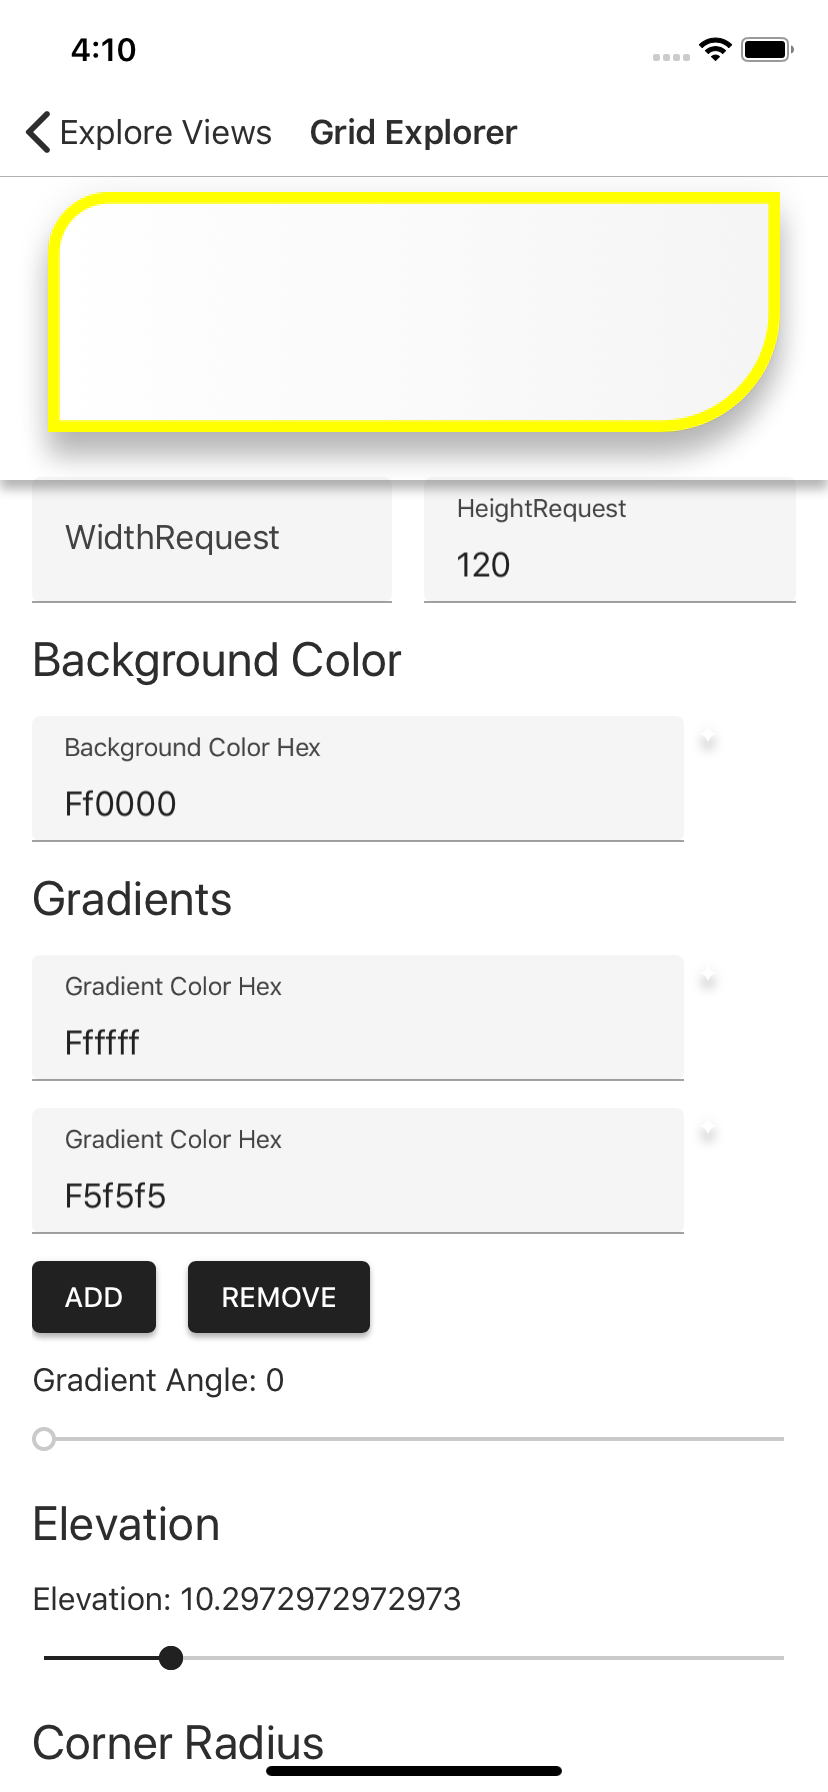 4:10
Explore Views Grid Explorer
WidthRequest
HeightRequest
120
Background Color
Background Color Hex
Ff0000
Gradients
Gradient Color Hex
Ffffff
Gradient Color Hex
F5f5f5
ADD REMOVE
Gradient Angle: 0
Elevation
Elevation: 10.2972972972973
Corner Radius